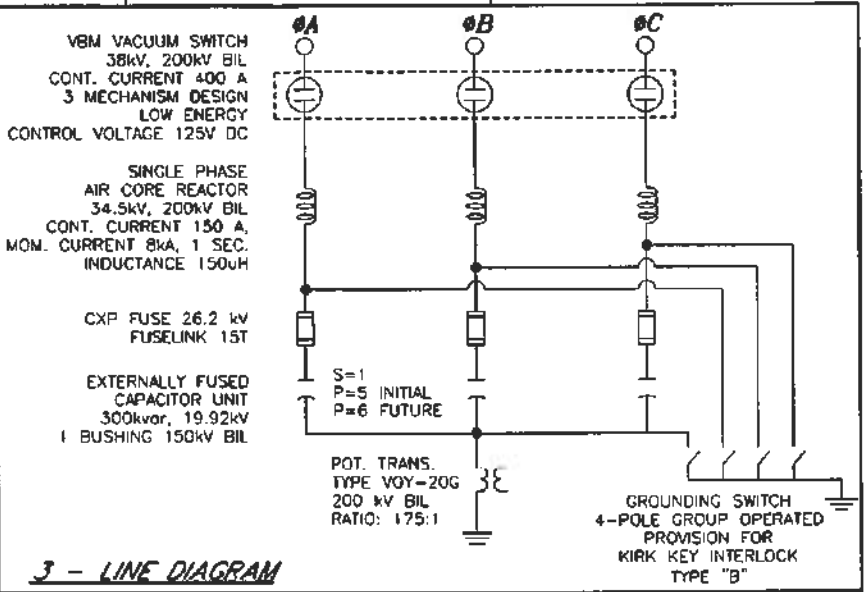 øA
øB
øC
VBM VACUUM SWITCH
38kV, 200kV BIL
CONT. CURRENT 400 A
3 MECHANISM DESIGN
LOW ENERGY
CONTROL VOLTAGE 125V DC
SINGLE PHASE
AIR CORE REACTOR
34.5kV, 200kV BIL
CONT. CURRENT 150 A,
MOM. CURRENT 8kA, 1 SEC.
INDUCTANCE 150uH
CXP FUSE 26.2 kV
FUSELINK 15T
EXTERNALLY FUSED
CAPACITOR UNIT
300kvar, 19.92kV
1 BUSHING 150kV BIL
S=1
P=5 INITIAL
P=6 FUTURE
POT. TRANS.
TYPE VOY-20G
200 kV BIL
RATIO: 175:1
GROUNDING SWITCH
4-POLE GROUP OPERATED
PROVISION FOR
KIRK KEY INTERLOCK
TYPE "B"
3 - LINE DIAGRAM